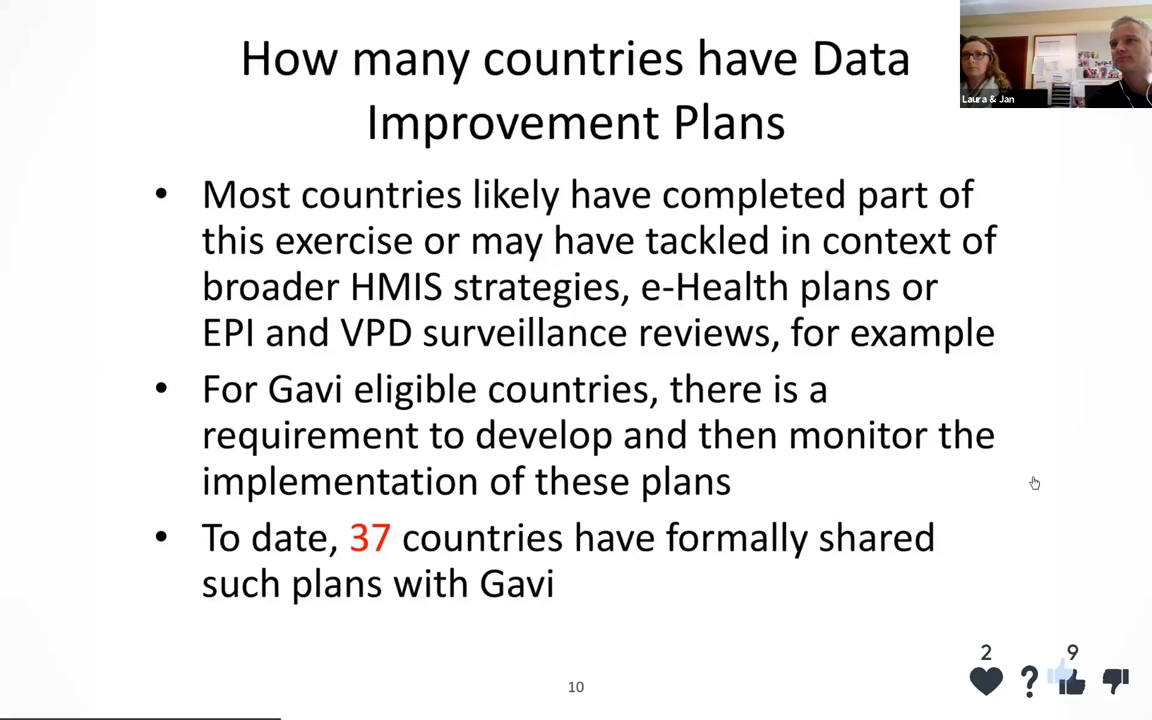 How many countries have Data
Improvement Plans
Laura & Jan
• Most countries likely have completed part of
this exercise or may have tackled in context of
broader HMIS strategies, e-Health plans or
EPI and VPD surveillance reviews, for example
• For Gavi eligible countries, there is a
requirement to develop and then monitor the
implementation of these plans
• To date, 37 countries have formally shared
such plans with Gavi
2
9
10